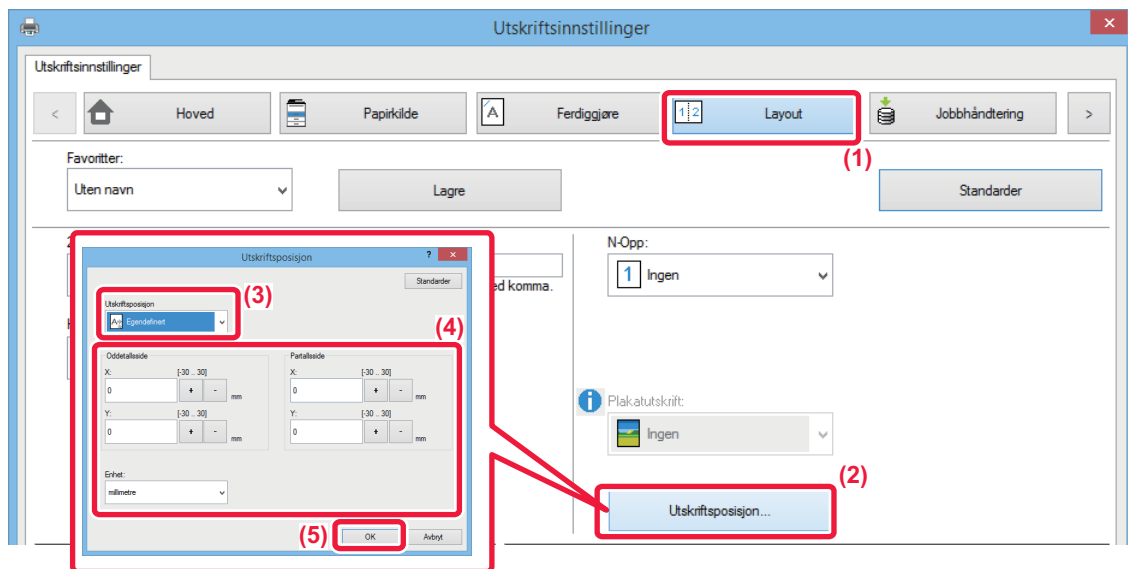 Utskriftsinnstillinger
Utskriftsinnstillinger
< Hoved Papirkilde Ferdiggjøre Layout Jobbhåndtering >
(1)
Favoritter:
Uten navn Lagre Standarder
N-Opp:
1 Ingen
ed komma.
Utskriftsposisjon ?
Standarder
Utskriftsposisjon
Egendefinert
(3)
(4)
Oddetallsside Partallsside
X: [-30 .. 30] X: [-30 .. 30]
0 + - mm 0 + - mm
Y: [-30 .. 30] Y: [-30 .. 30]
0 + - mm 0 + - mm
Enhet:
millimetre
(5) OK Avbryt
Plakatutskrift:
Ingen
(2)
Utskriftsposisjon...